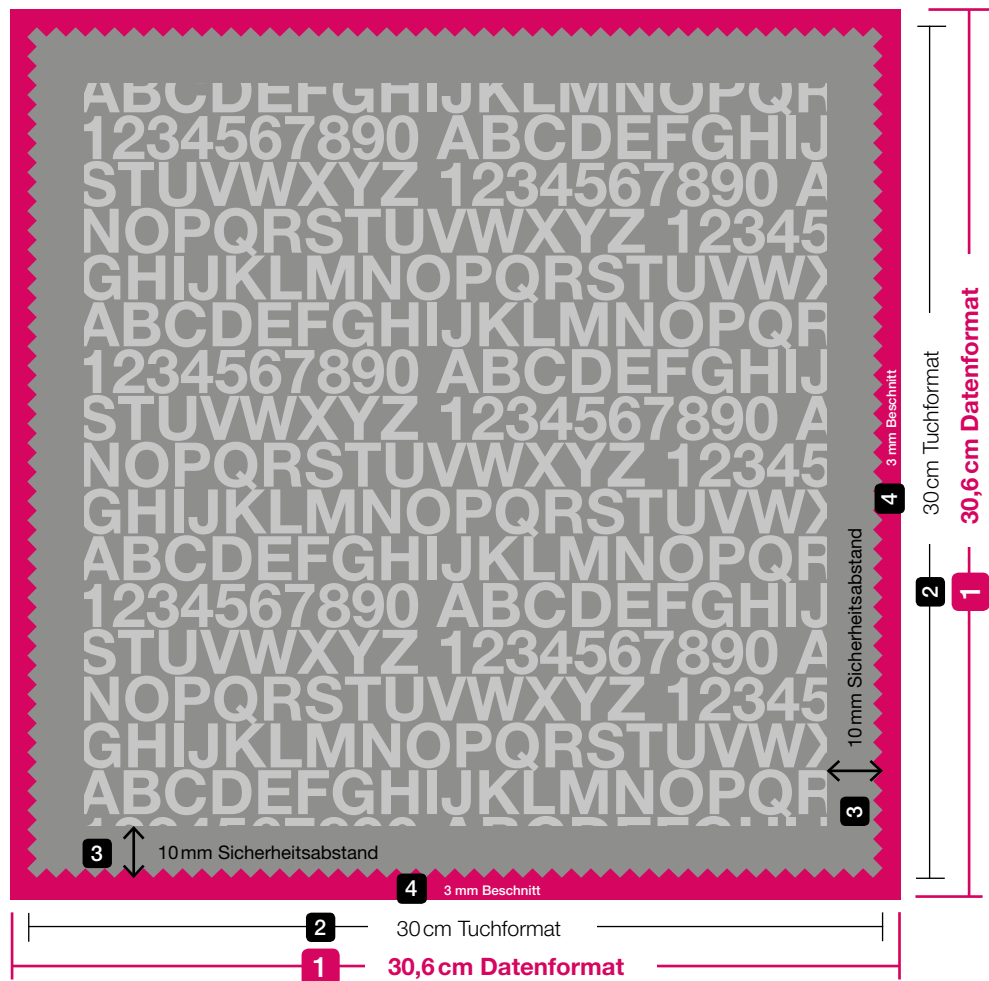 ABCDEFGHIJKLMNOPQR
1234567890 ABCDEFGHIJ
STUVWXYZ 1234567890 A
NOPQRSTUVWXYZ 12345
GHIJKLMNOPQRSTUVWX
ABCDEFGHIJKLMNOPQR
1234567890 ABCDEFGHIJ
STUVWXYZ 1234567890 A
NOPQRSTUVWXYZ 12345
GHIJKLMNOPQRSTUVWX
ABCDEFGHIJKLMNOPQR
1234567890 ABCDEFGHIJ
STUVWXYZ 1234567890 A
NOPQRSTUVWXYZ 12345
GHIJKLMNOPQRSTUVWX
ABCDEFGHIJKLMNOPQR
3 10 mm Sicherheitsabstand
4 3 mm Beschnitt
2 30 cm Tuchformat
1 30,6 cm Datenformat
3 10 mm Sicherheitsabstand
4 3 mm Beschnitt
2 30 cm Tuchformat
1 30,6 cm Datenformat